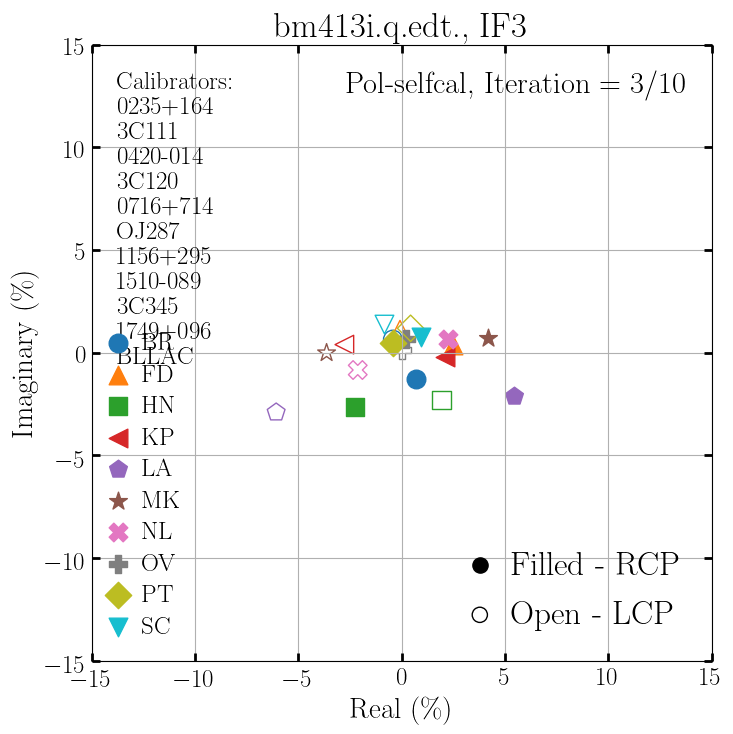 bm413i.q.edt., IF3
Pol-selfcal, Iteration = 3/10
Calibrators:
0235+164
3C111
0420-014
3C120
0716+714
OJ287
1156+295
1510-089
3C345
1749+096
BLLAC
BR
FD
HN
KP
LA
MK
NL
OV
PT
SC
Filled - RCP
Open - LCP
15
10
5
0
−5
−10
−15
Imaginary (%)
−15
−10
−5
0
5
10
15
Real (%)